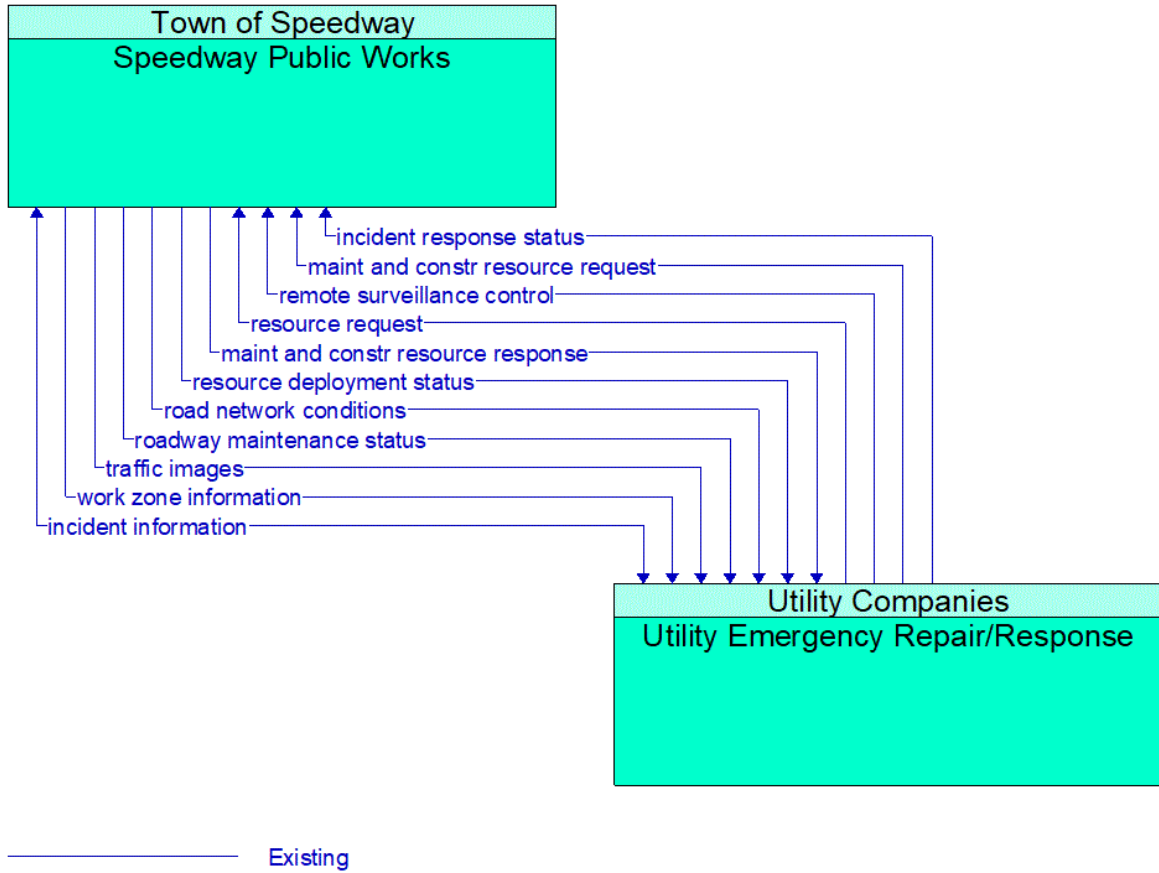 Town of Speedway
Speedway Public Works
incident response status
maint and constr resource request
remote surveillance control
resource request
maint and constr resource response
resource deployment status
road network conditions
roadway maintenance status
traffic images
work zone information
incident information
Utility Companies
Utility Emergency Repair/Response
Existing